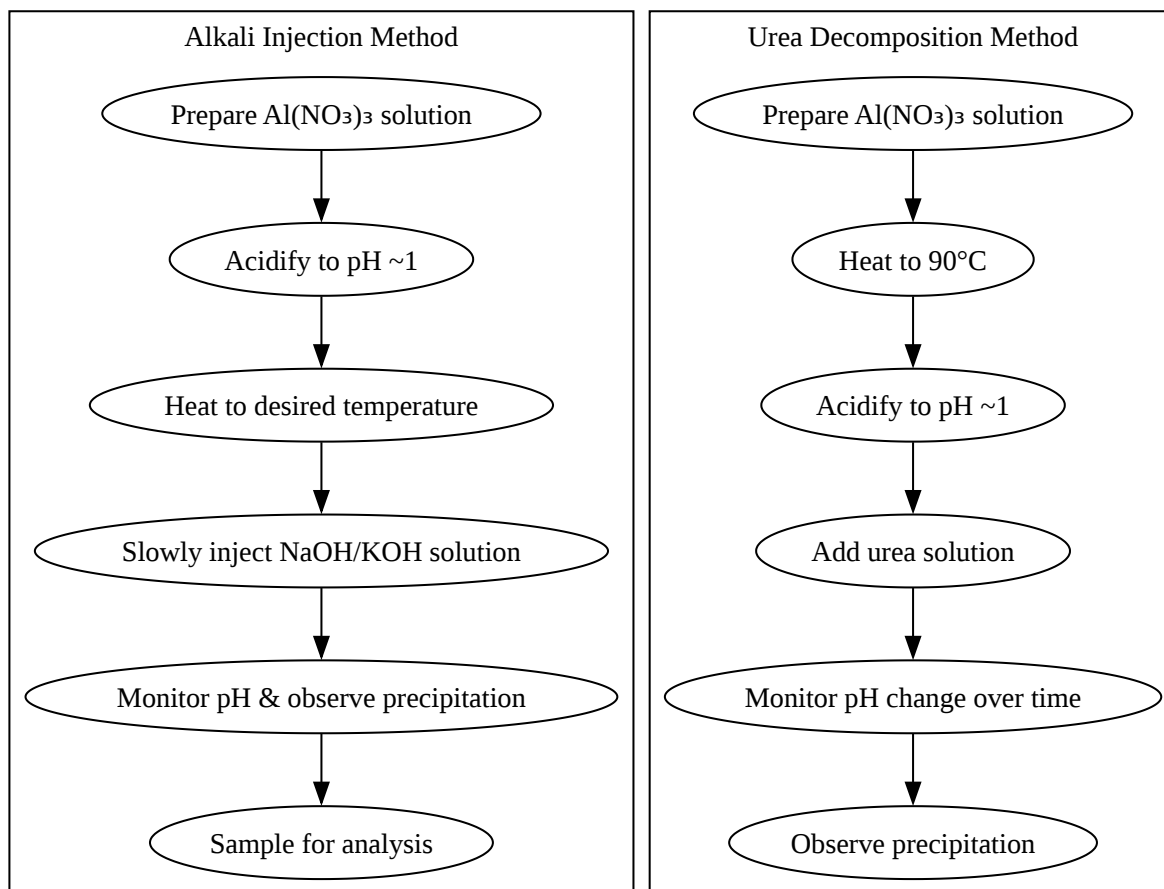 Alkali Injection Method
Prepare Al(NO₃)₃ solution
Acidify to pH ~1
Heat to desired temperature
Slowly inject NaOH/KOH solution
Monitor pH & observe precipitation
Sample for analysis
Urea Decomposition Method
Prepare Al(NO₃)₃ solution
Heat to 90°C
Acidify to pH ~1
Add urea solution
Monitor pH change over time
Observe precipitation